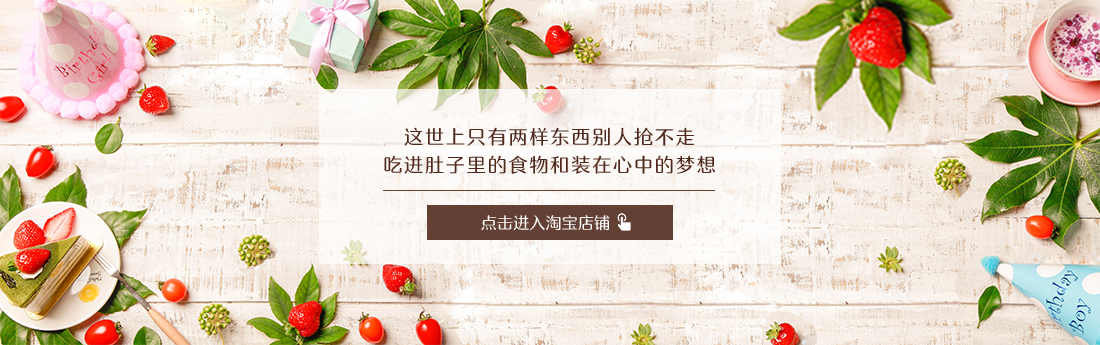 Birthday
Girl
这世上只有两样东西别人抢不走
吃进肚子里的食物和装在心中的梦想
点击进入淘宝店铺
Birthday
Boy